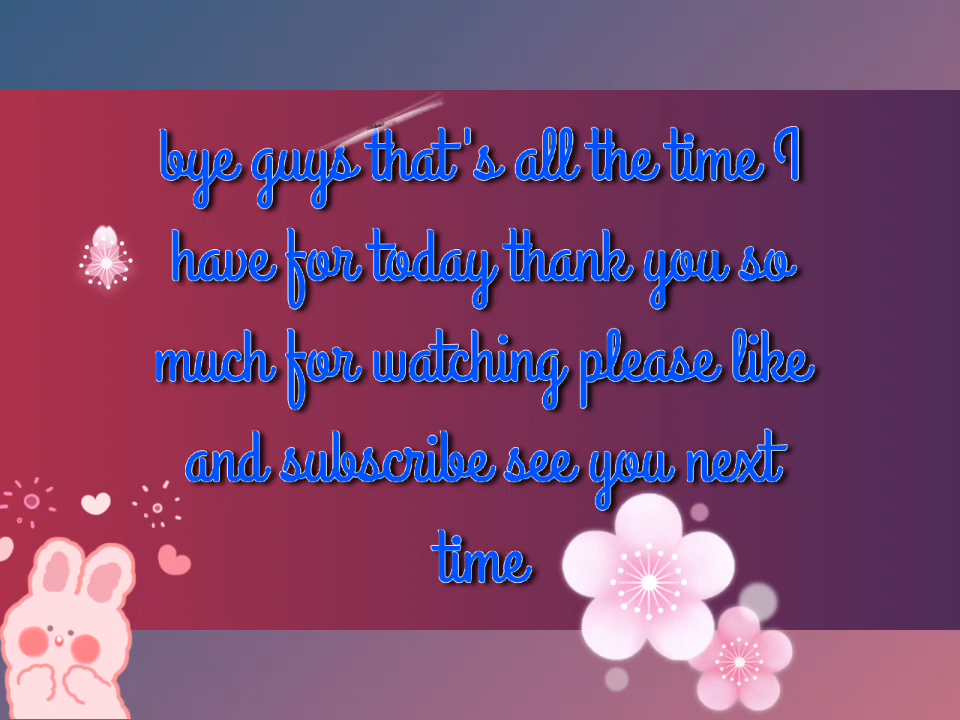 bye guys that's all the time I
have for today thank you so
much for watching please like
and subscribe see you next
time